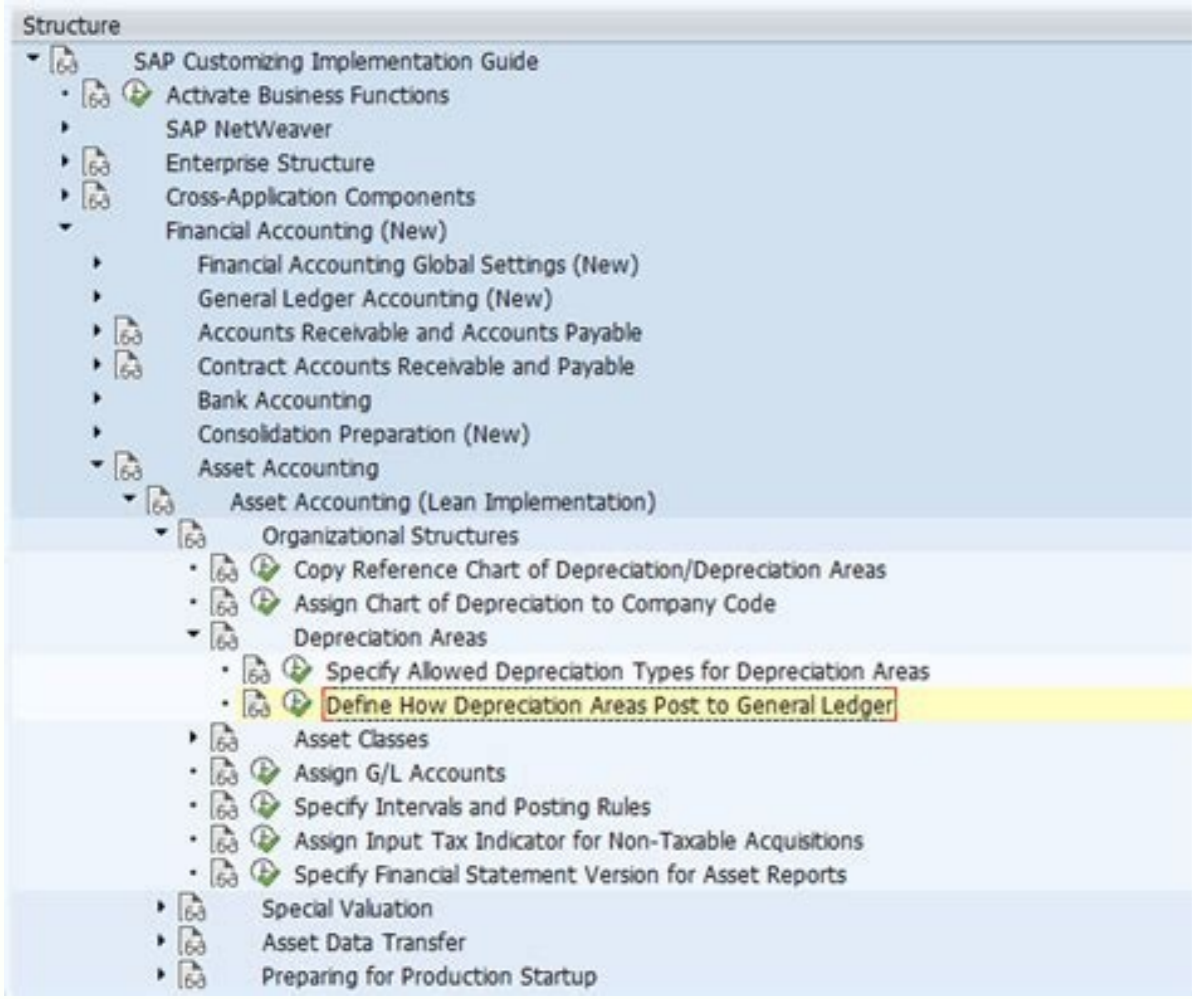 Structure
SAP Customizing Implementation Guide
Activate Business Functions
SAP NetWeaver
Enterprise Structure
Cross-Application Components
Financial Accounting (New)
Financial Accounting Global Settings (New)
General Ledger Accounting (New)
Accounts Receivable and Accounts Payable
Contract Accounts Receivable and Payable
Bank Accounting
Consolidation Preparation (New)
Asset Accounting
Asset Accounting (Lean Implementation)
Organizational Structures
Copy Reference Chart of Depreciation/Depreciation Areas
Assign Chart of Depreciation to Company Code
Depreciation Areas
Specify Allowed Depreciation Types for Depreciation Areas
Define How Depreciation Areas Post to General Ledger
Asset Classes
Assign G/L Accounts
Specify Intervals and Posting Rules
Assign Input Tax Indicator for Non-Taxable Acquisitions
Specify Financial Statement Version for Asset Reports
Special Valuation
Asset Data Transfer
Preparing for Production Startup